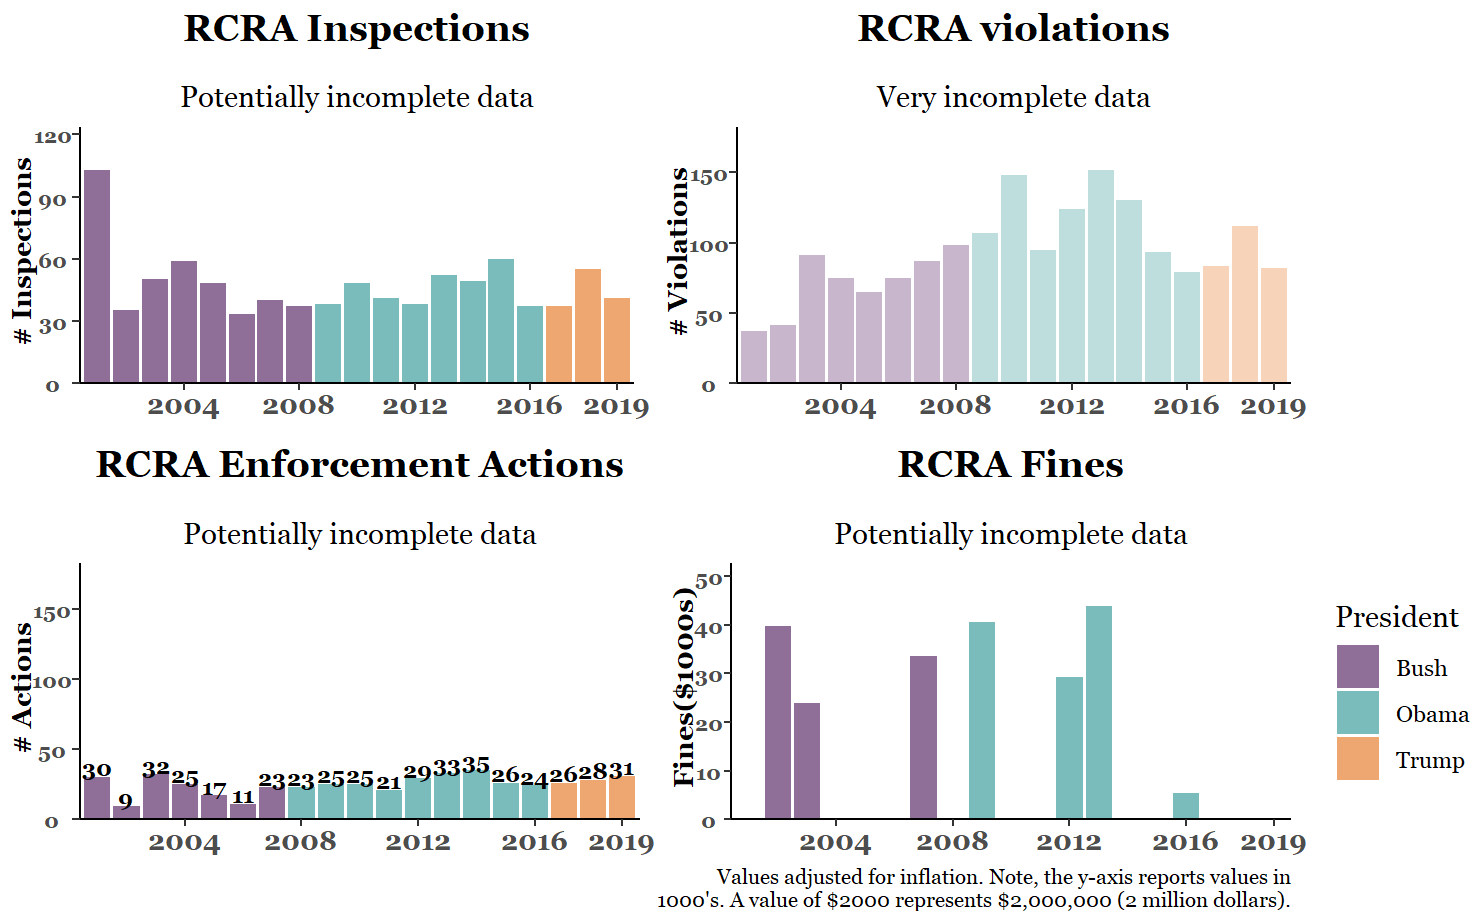 RCRA Inspections
Potentially incomplete data
# Inspections
120
90
60
30
0
2004 2008 2012 2016 2019
RCRA violations
Very incomplete data
# Violations
150
100
50
0
2004 2008 2012 2016 2019
RCRA Enforcement Actions
Potentially incomplete data
# Actions
150
100
50
0
30 9 32 25 17 11 23 23 25 25 21 29 33 35 26 24 26 28 31
2004 2008 2012 2016 2019
RCRA Fines
Potentially incomplete data
Fines($1000s)
50
40
30
20
10
0
2004 2008 2012 2016 2019
President
Bush
Obama
Trump
Values adjusted for inflation. Note, the y-axis reports values in
1000's. A value of $2000 represents $2,000,000 (2 million dollars).